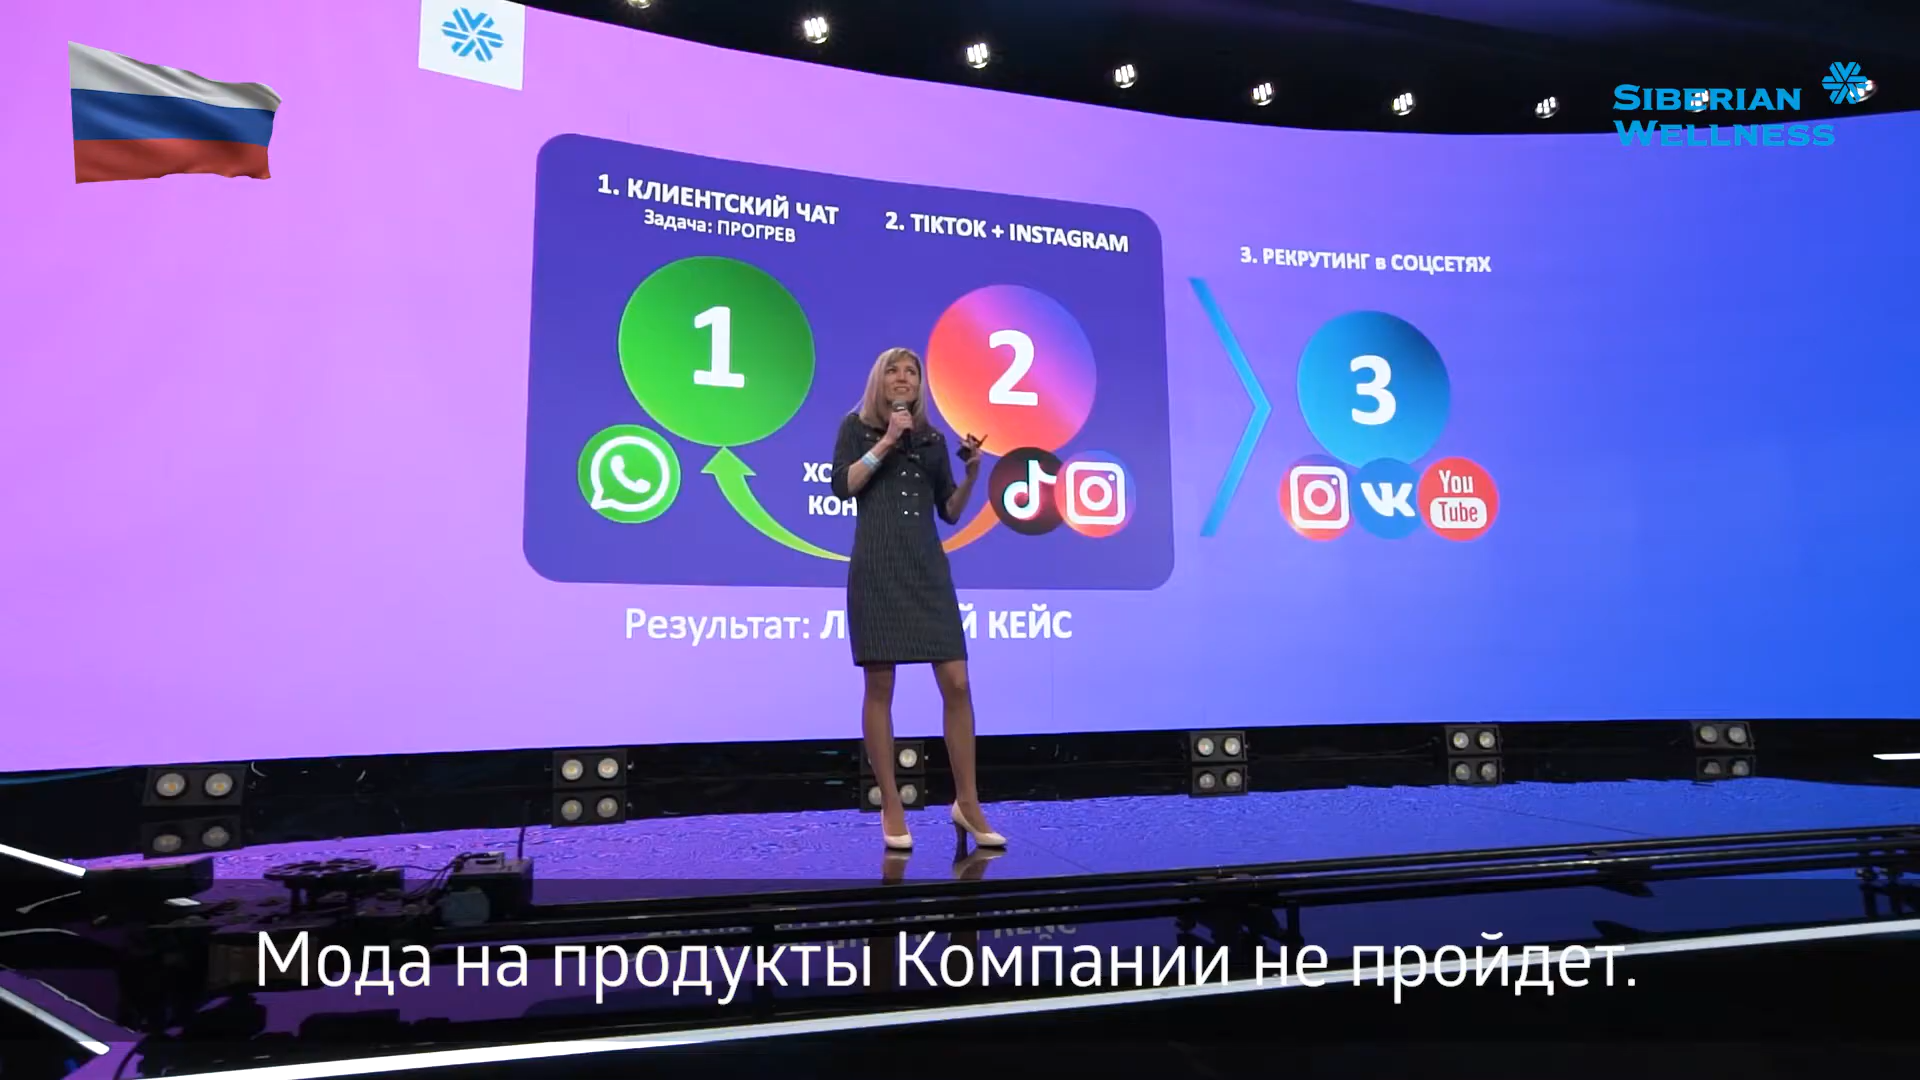 SIBERIAN
WELLNESS
1. КЛИЕНТСКИЙ ЧАТ
Задача: ПРОГРЕВ
2. TIKTOK + INSTAGRAM
3. РЕКРУТИНГ в СОЦСЕТЯХ
1
2
3
You
Tube
Результат: КЕЙС
Мода на продукты Компании не пройдет.